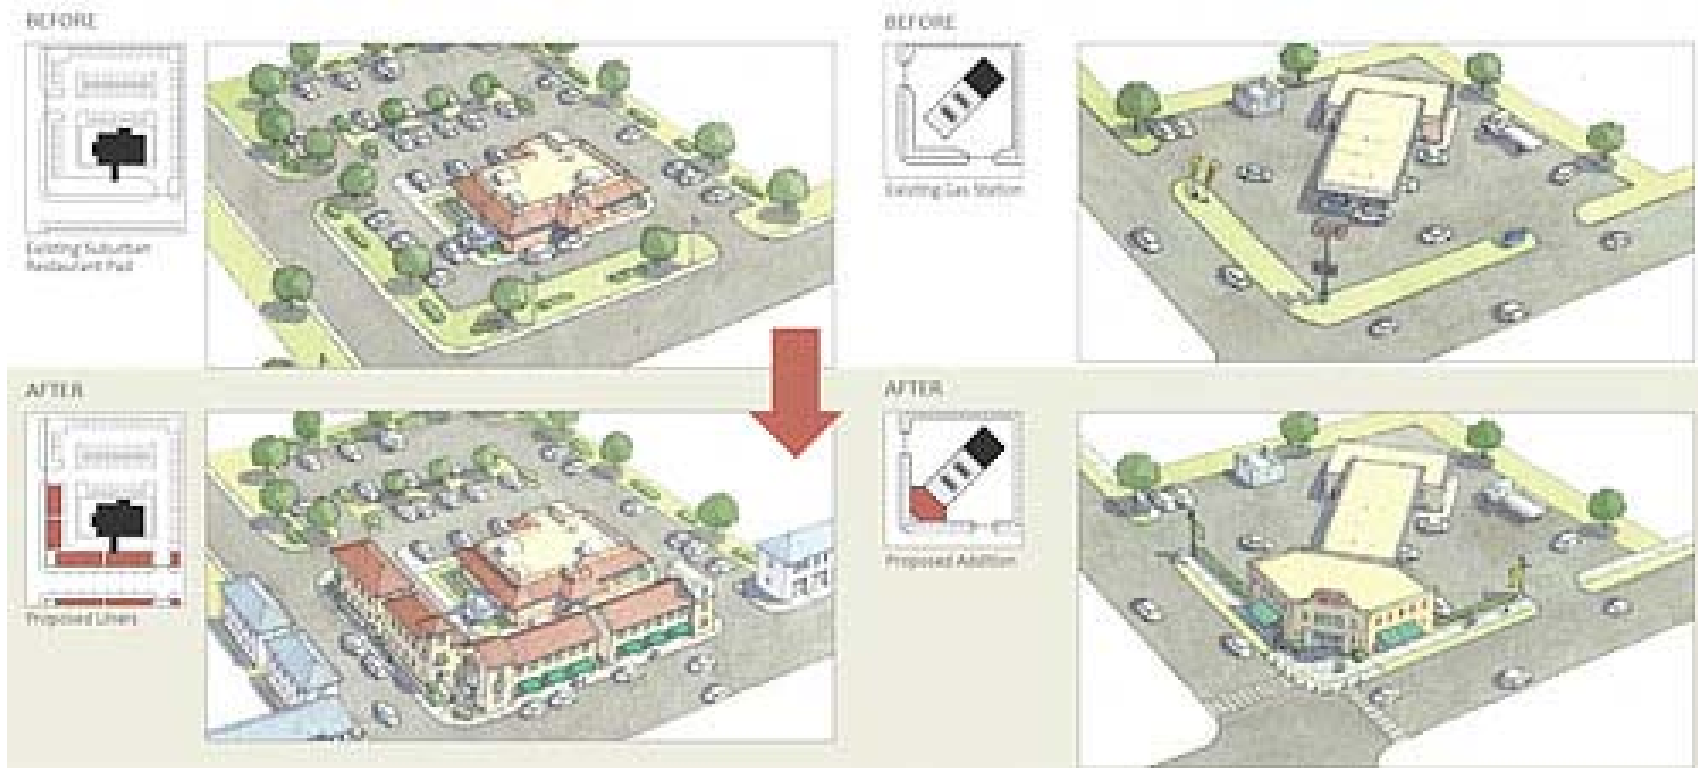 BEFORE
Existing Suburban
Restaurant Pad
BEFORE
Existing Gas Station
AFTER
Proposed Liners
AFTER
Proposed Addition